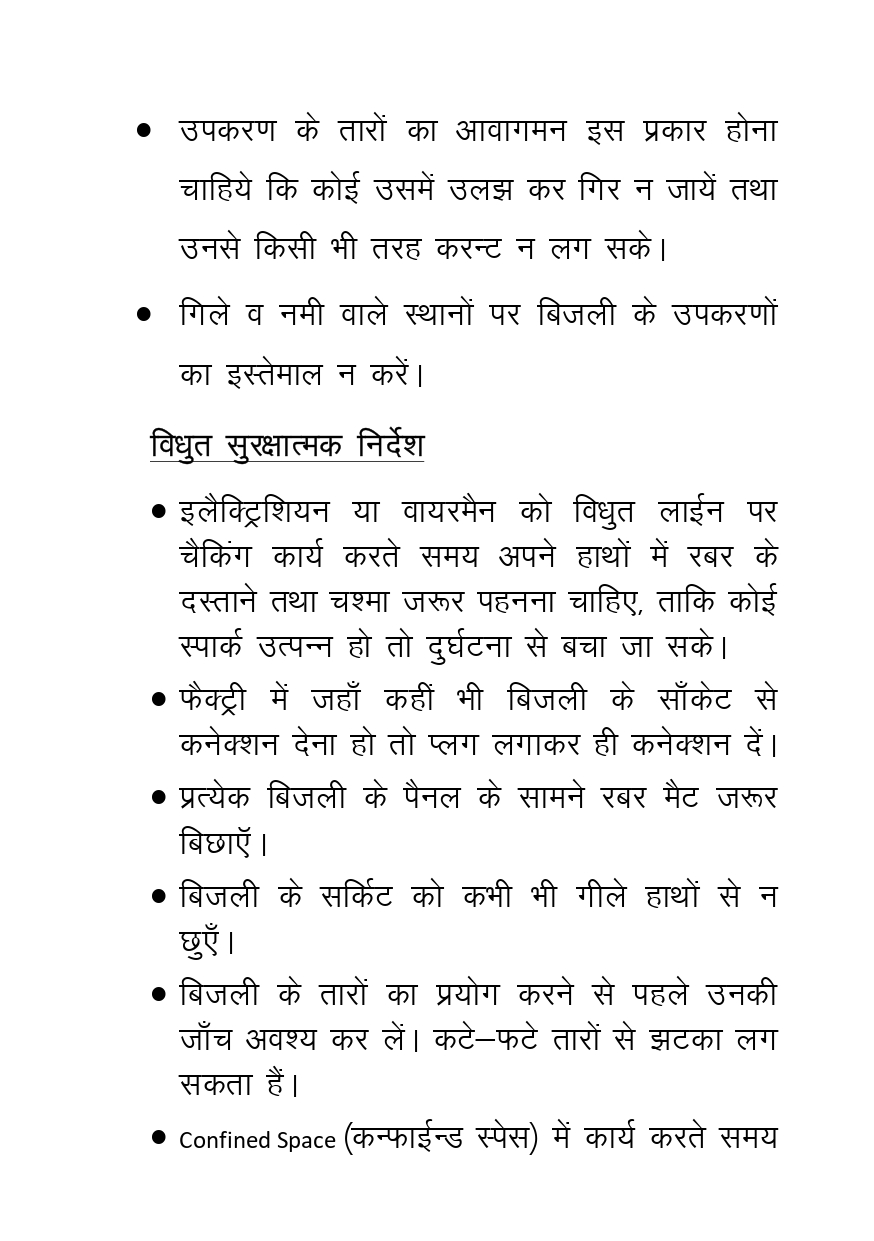 • उपकरण के तारों का आवागमन इस प्रकार होना
चाहिये कि कोई उसमें उलझ कर गिर न जायें तथा
उनसे किसी भी तरह करन्ट न लग सके।
• गिले व नमी वाले स्थानों पर बिजली के उपकरणों
का इस्तेमाल न करें।
विधुत सुरक्षात्मक निर्देश
• इलैक्ट्रिशियन या वायरमैन को विधुत लाईन पर
चैकिंग कार्य करते समय अपने हाथों में रबर के
दस्ताने तथा चश्मा जरूर पहनना चाहिए, ताकि कोई
स्पार्क उत्पन्न हो तो दुर्घटना से बचा जा सके।
• फैक्ट्री में जहाँ कहीं भी बिजली के साँकेट से
कनेक्शन देना हो तो प्लग लगाकर ही कनेक्शन दें।
• प्रत्येक बिजली के पैनल के सामने रबर मैट जरूर
बिछाऍ।
• बिजली के सर्किट को कभी भी गीले हाथों से न
छुएँ।
• बिजली के तारों का प्रयोग करने से पहले उनकी
जाँच अवश्य कर लें। कटे–फटे तारों से झटका लग
सकता हैं।
• Confined Space (कन्फाईन्ड स्पेस) में कार्य करते समय